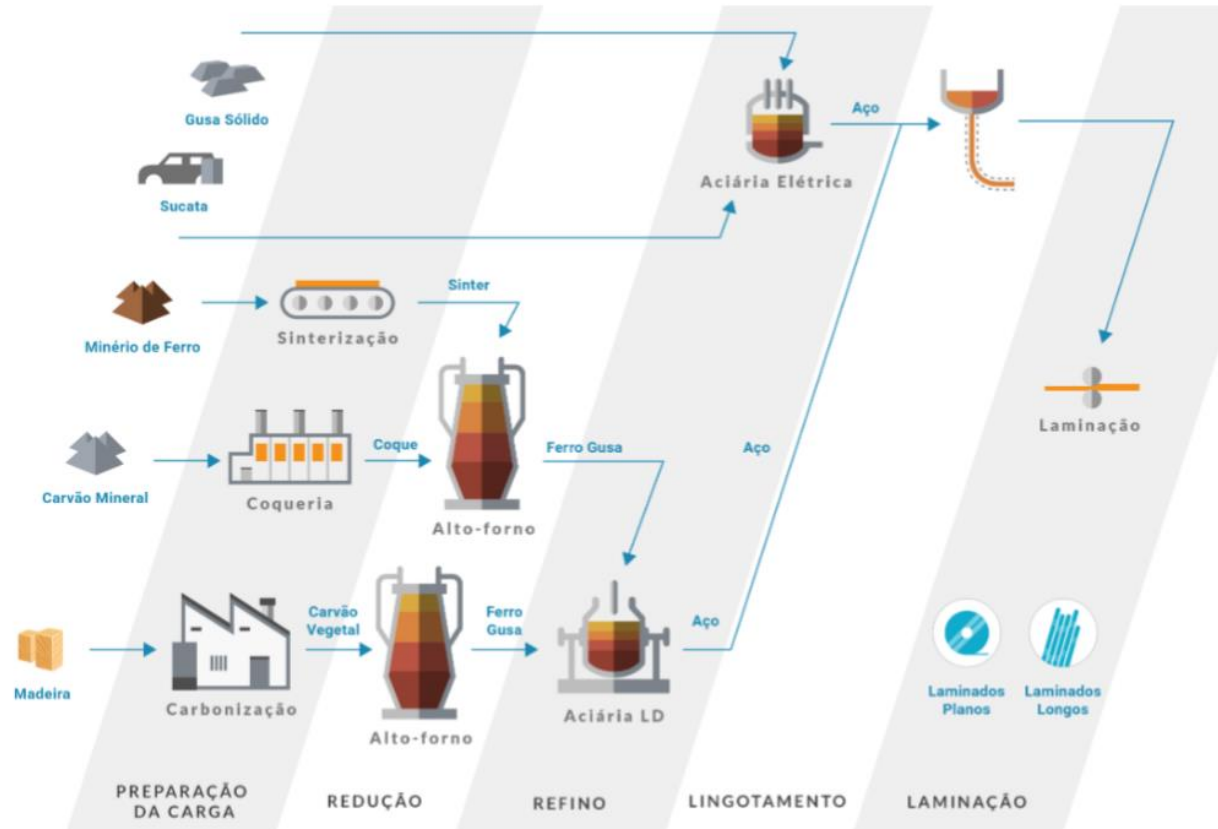 Gusa Sólido
Aço
Aciária Elétrica
Sucata
Sinter
Minério de Ferro
Sinterização
Laminação
Carvão Mineral
Coque
Coqueria
Ferro Gusa
Aço
Alto-forno
Madeira
Carbonização
Carvão
Vegetal
Alto-forno
Ferro
Gusa
Aciária LD
Aço
Laminados
Planos
Laminados
Longos
PREPARAÇÃO
DA CARGA
REDUÇÃO
REFINO
LINGOTAMENTO
LAMINAÇÃO